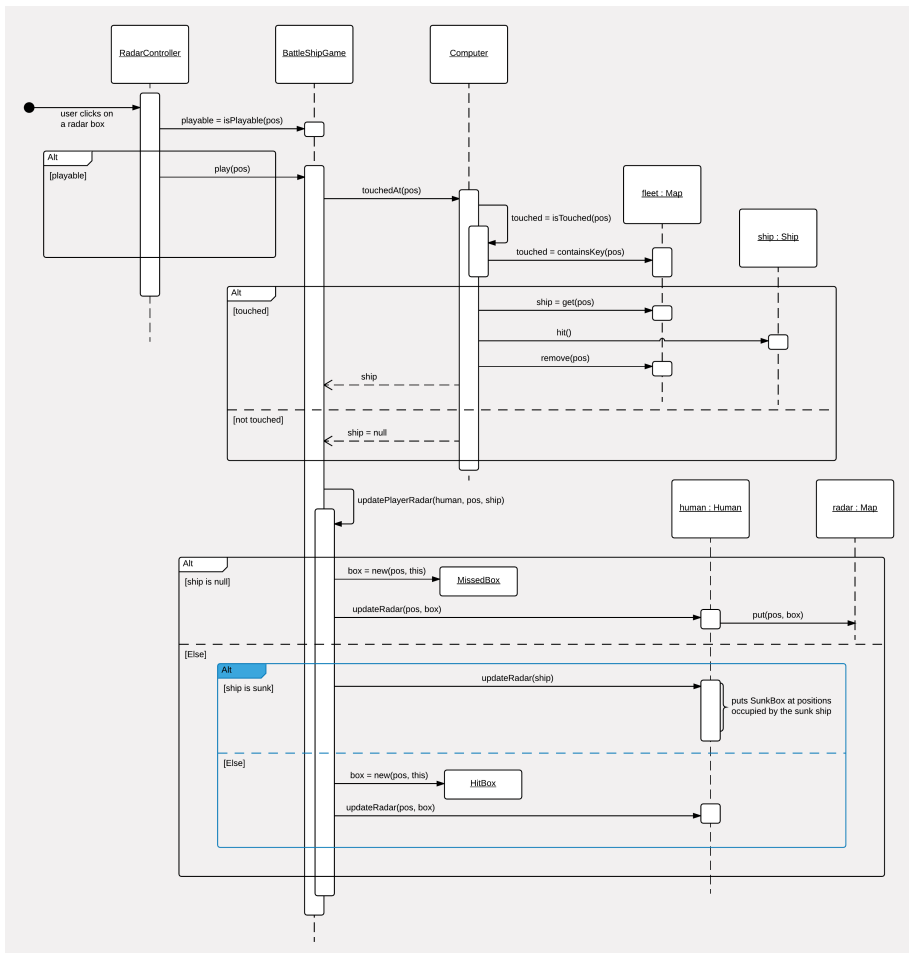 RadarController
BattleShipGame
Computer
user clicks on
a radar box
playable = isPlayable(pos)
Alt
[playable]
play(pos)
touchedAt(pos)
fleet : Map
touched = isTouched(pos)
ship : Ship
touched = containsKey(pos)
Alt
[touched]
ship = get(pos)
hit()
remove(pos)
ship
[not touched]
ship = null
updatePlayerRadar(human, pos, ship)
human : Human
radar : Map
Alt
[ship is null]
box = new(pos, this)
MissedBox
updateRadar(pos, box)
put(pos, box)
[Else]
Alt
[ship is sunk]
updateRadar(ship)
puts SunkBox at positions
occupied by the sunk ship
[Else]
box = new(pos, this)
HitBox
updateRadar(pos, box)